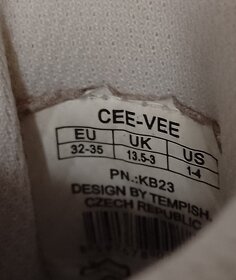 CEE-VEE
EU UK US
32-35 13.5-3 1-4
PN.:KB23
DESIGN BY TEMPISH,
CZECH REPUBLIC